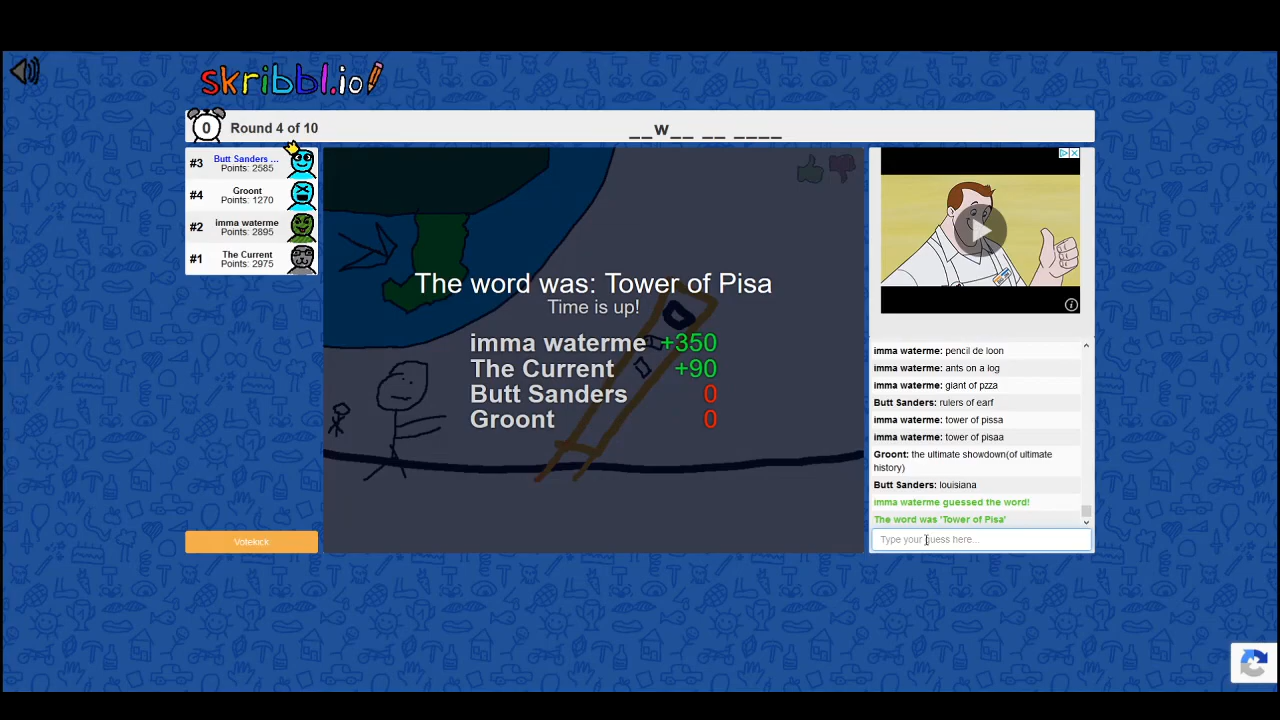 skribbl.io
0
Round 4 of 10
__w__ __ ____
#3
Butt Sanders ...
Points: 2585
#4
Groont
Points: 1270
#2
imma waterme
Points: 2895
#1
The Current
Points: 2975
Votekick
The word was: Tower of Pisa
Time is up!
imma waterme +350
The Current +90
Butt Sanders 0
Groont 0
imma waterme: pencil de loon
imma waterme: ants on a log
imma waterme: giant of pzza
Butt Sanders: rulers of earf
imma waterme: tower of pissa
imma waterme: tower of pisaa
Groont: the ultimate showdown(of ultimate
history)
Butt Sanders: louisiana
imma waterme guessed the word!
The word was 'Tower of Pisa'
Type your guess here...